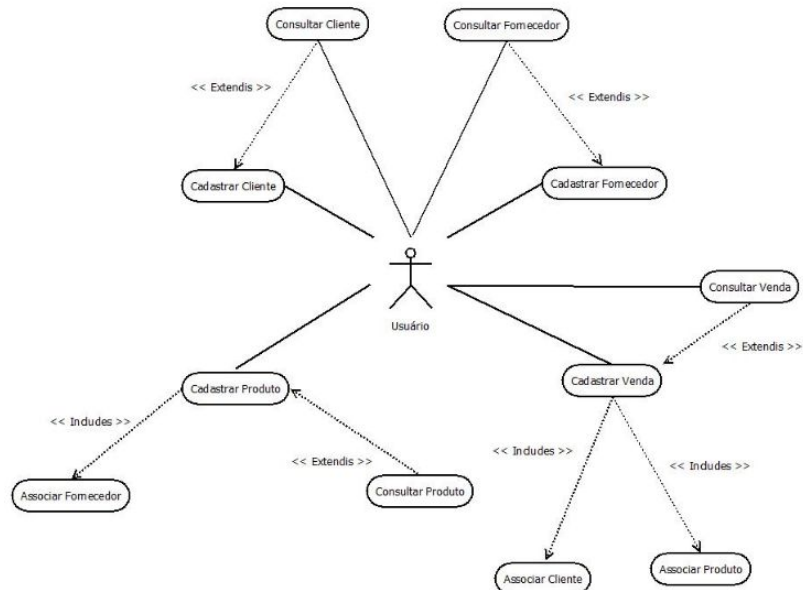 Consultar Cliente
Consultar Fornecedor
<< Extendis >>
<< Extendis >>
Cadastrar Cliente
Cadastrar Fornecedor
Consultar Venda
Usuário
<< Extendis >>
Cadastrar Produto
Cadastrar Venda
<< Includes >>
<< Extendis >>
<< Includes >>
<< Includes >>
Associar Fornecedor
Consultar Produto
Associar Cliente
Associar Produto